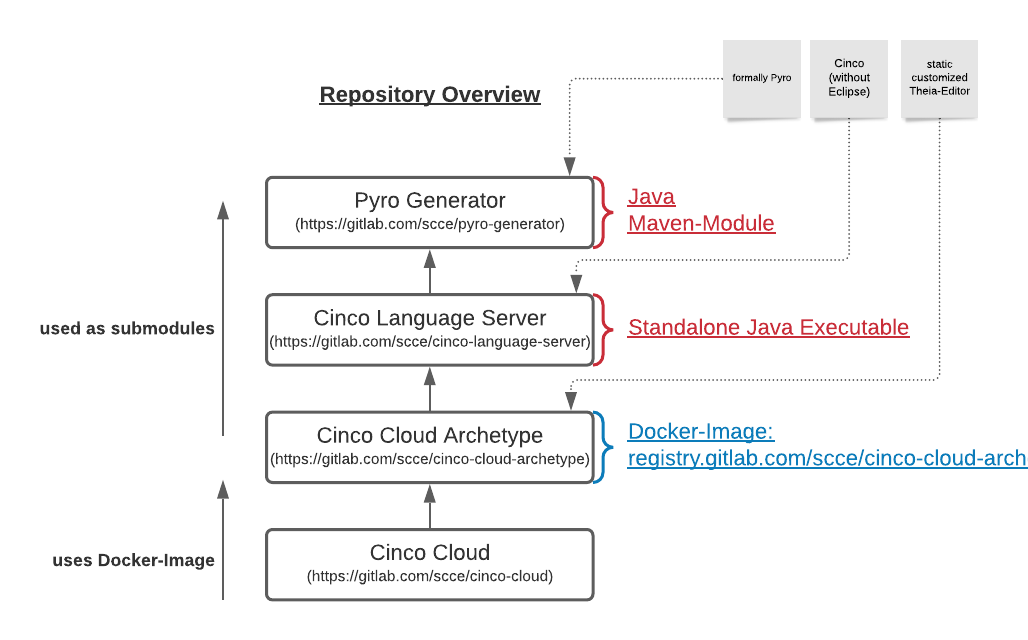 Repository Overview
formally Pyro
Cinco
(without
Eclipse)
static
customized
Theia-Editor
Pyro Generator
(https://gitlab.com/scce/pyro-generator)
Java
Maven-Module
used as submodules
Cinco Language Server
(https://gitlab.com/scce/cinco-language-server)
Standalone Java Executable
Cinco Cloud Archetype
(https://gitlab.com/scce/cinco-cloud-archetype)
Docker-Image:
registry.gitlab.com/scce/cinco-cloud-arch
uses Docker-Image
Cinco Cloud
(https://gitlab.com/scce/cinco-cloud)